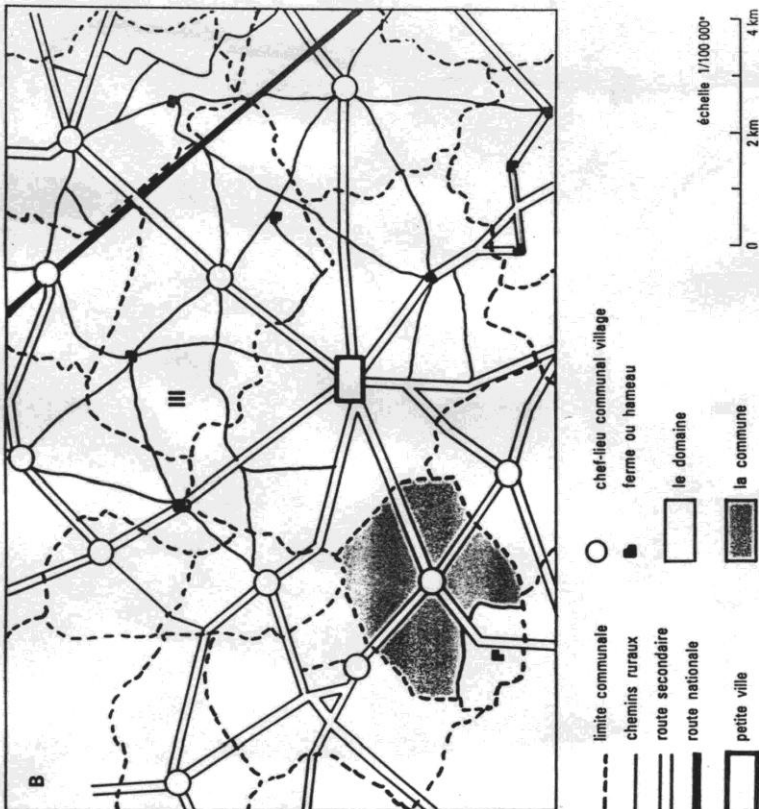 B
III
F
limite communale
chemins ruraux
route secondaire
route nationale
petite ville
chef-lieu communal village
ferme ou hameau
le domaine
la commune
échelle 1/100 000e
0 2 km 4 km